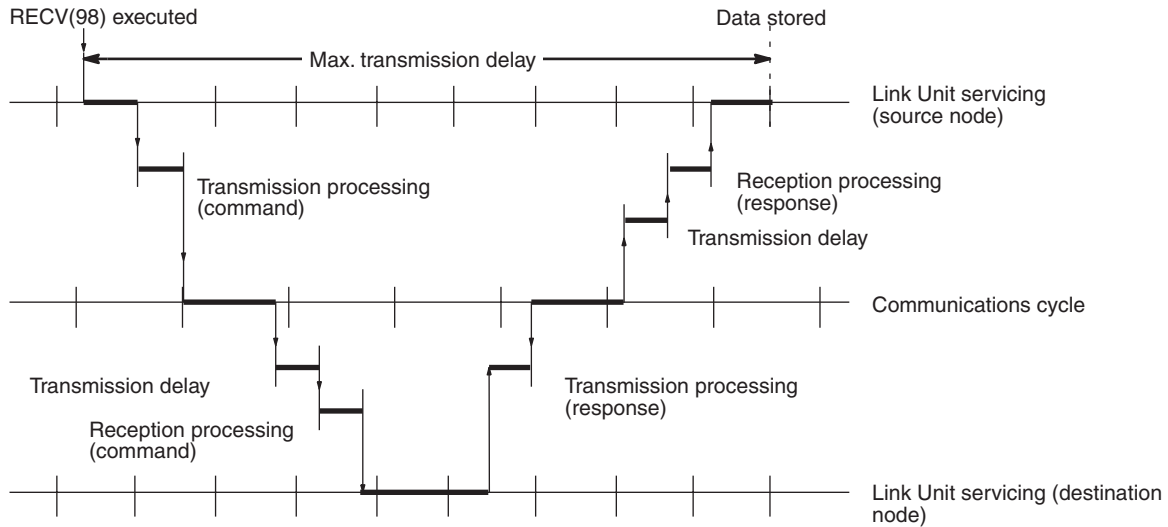 RECV(98) executed
Data stored
Max. transmission delay
Link Unit servicing
(source node)
Transmission processing
(command)
Reception processing
(response)
Transmission delay
Communications cycle
Transmission delay
Transmission processing
(response)
Reception processing
(command)
Link Unit servicing (destination
node)